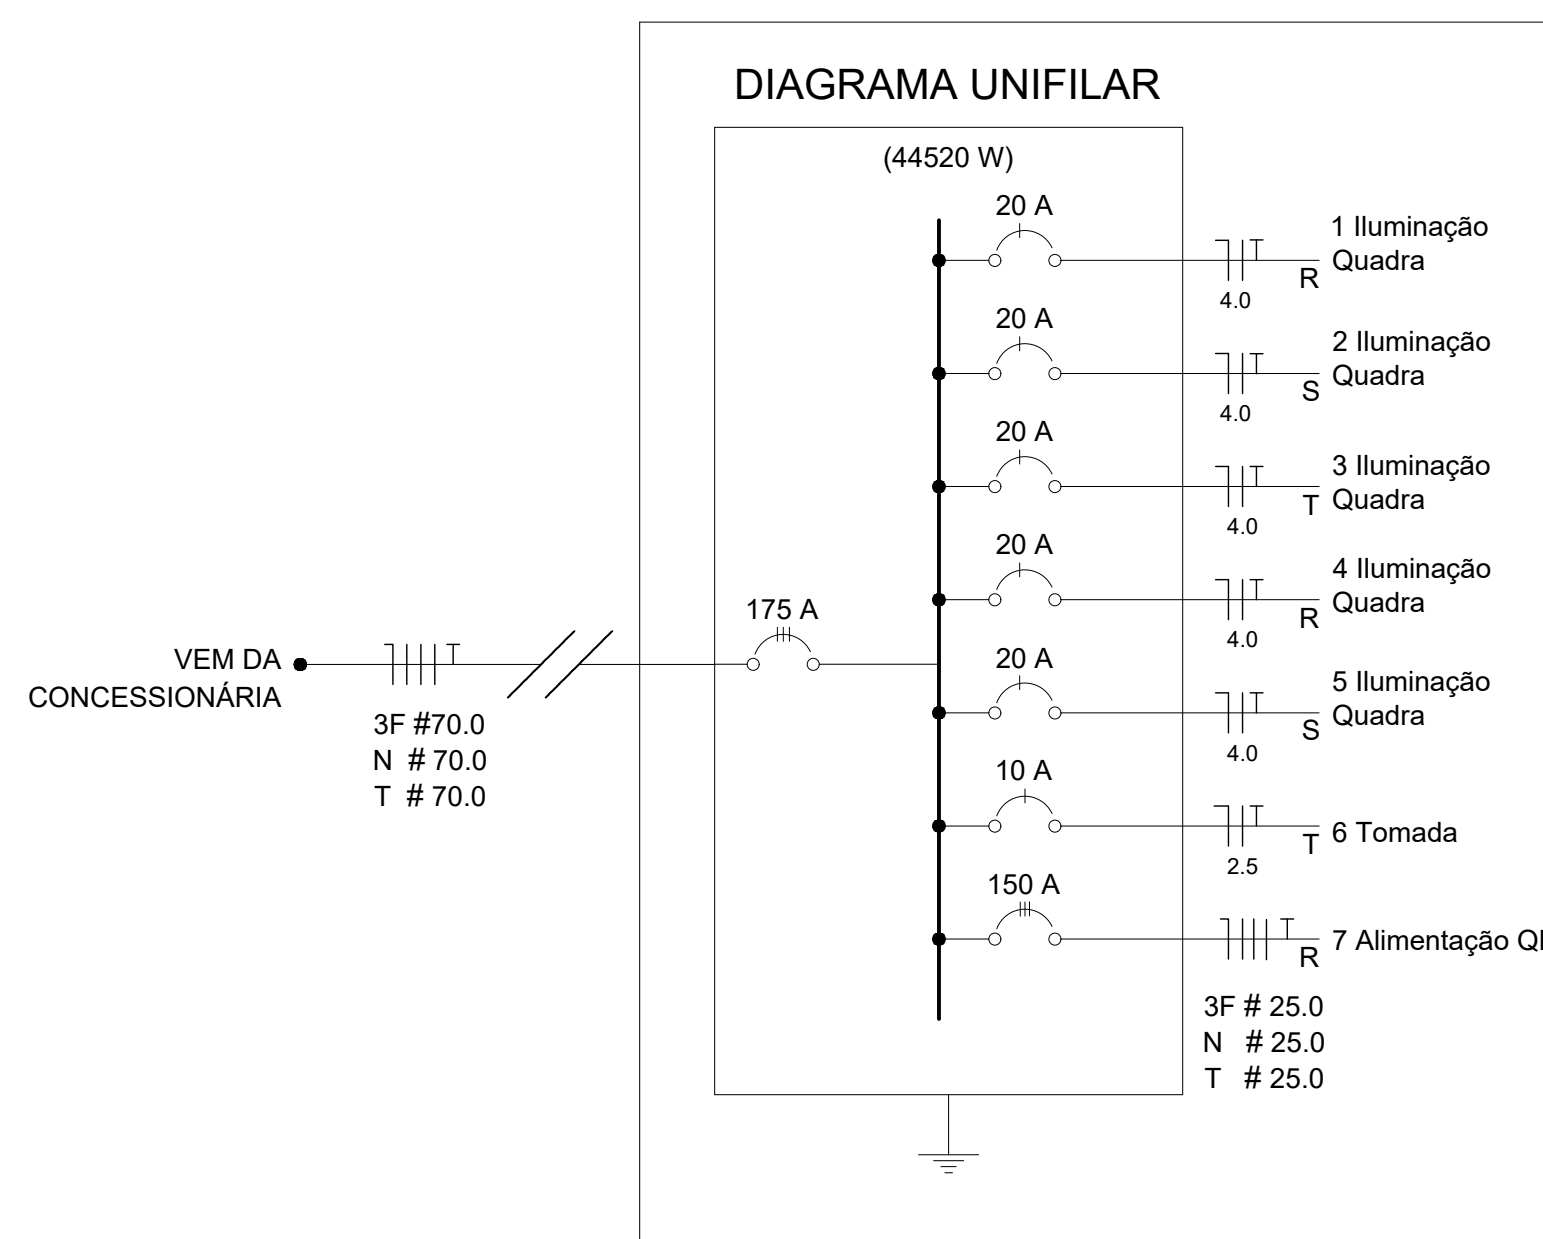 DIAGRAMA UNIFILAR
(44520 W)
20 A
1 Iluminação
Quadra
R
4.0
20 A
2 Iluminação
Quadra
S
4.0
20 A
3 Iluminação
Quadra
T
4.0
20 A
4 Iluminação
Quadra
R
4.0
175 A
VEM DA
CONCESSIONÁRIA
3F #70.0
N # 70.0
T # 70.0
20 A
5 Iluminação
Quadra
S
4.0
10 A
6 Tomada
T
2.5
150 A
7 Alimentação
R
3F # 25.0
N # 25.0
T # 25.0